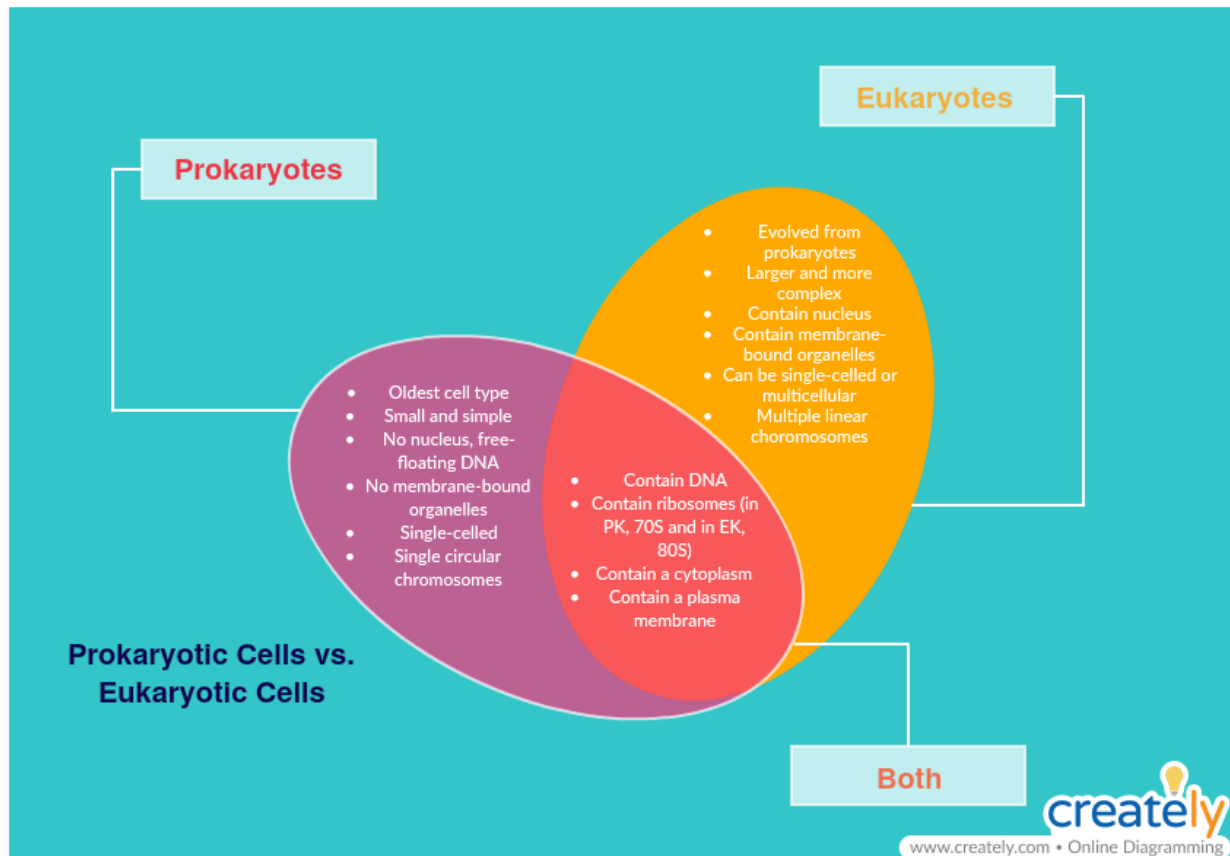 Eukaryotes
Prokaryotes
• Evolved from
prokaryotes
• Larger and more
complex
• Contain nucleus
• Contain membrane-
bound organelles
• Can be single-celled or
multicellular
• Multiple linear
choromosomes
• Oldest cell type
• Small and simple
• No nucleus, free-
floating DNA
• No membrane-bound
organelles
• Single-celled
• Single circular
chromosomes
• Contain DNA
• Contain ribosomes (in
PK, 70S and in EK,
80S)
• Contain a cytoplasm
• Contain a plasma
membrane
Prokaryotic Cells vs.
Eukaryotic Cells
Both
creately
www.creately.com • Online Diagramming